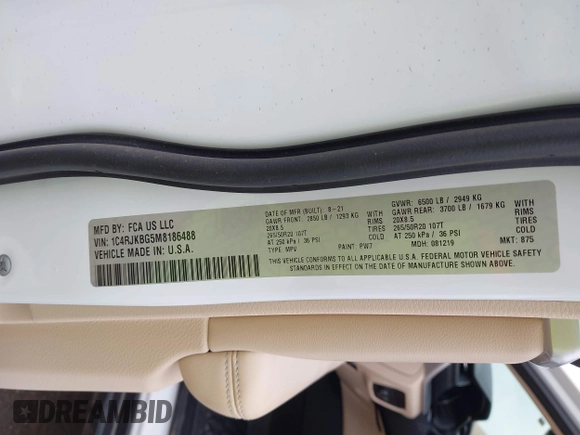 MFD BY: FCA US LLC
VIN: 1C4RJKBG5M8186488
VEHICLE MADE IN: U.S.A.
DATE OF MFR (BUILT): 8-21
GAWR FRONT: 2850 LB / 1293 KG WITH
20X8.5 RIMS
265/50R20 107T
AT 250 kPa / 36 PSI COLD
TYPE: MPV PAINT: PW7
GVWR: 6500 LB / 2949 KG
GAWR REAR: 3700 LB / 1679 KG WITH
20X8.5 RIMS
265/50R20 107T
AT 250 kPa / 36 PSI COLD
MDH: 081219 MKT: 875
THIS VEHICLE CONFORMS TO ALL APPLICABLE U.S.A. FEDERAL MOTOR VEHICLE SAFETY
STANDARDS IN EFFECT ON THE DATE OF MANUFACTURE SHOWN ABOVE.
DREAMBID